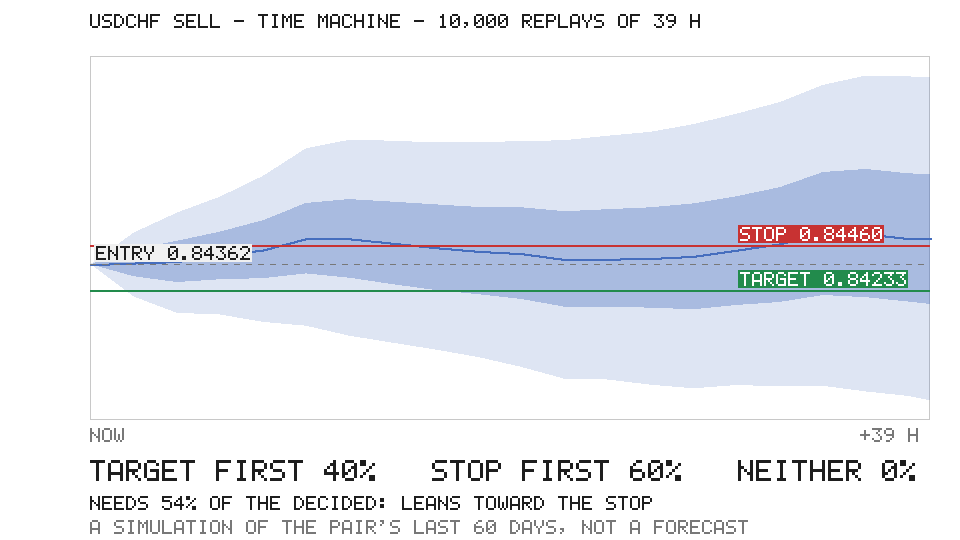 USDCHF SELL - TIME MACHINE - 10,000 REPLAYS OF 39 H
STOP 0.84460
ENTRY 0.84362
TARGET 0.84233
NOW +39 H
TARGET FIRST 40% STOP FIRST 60% NEITHER 0%
NEEDS 54% OF THE DECIDED: LEANS TOWARD THE STOP
A SIMULATION OF THE PAIR'S LAST 60 DAYS, NOT A FORECAST